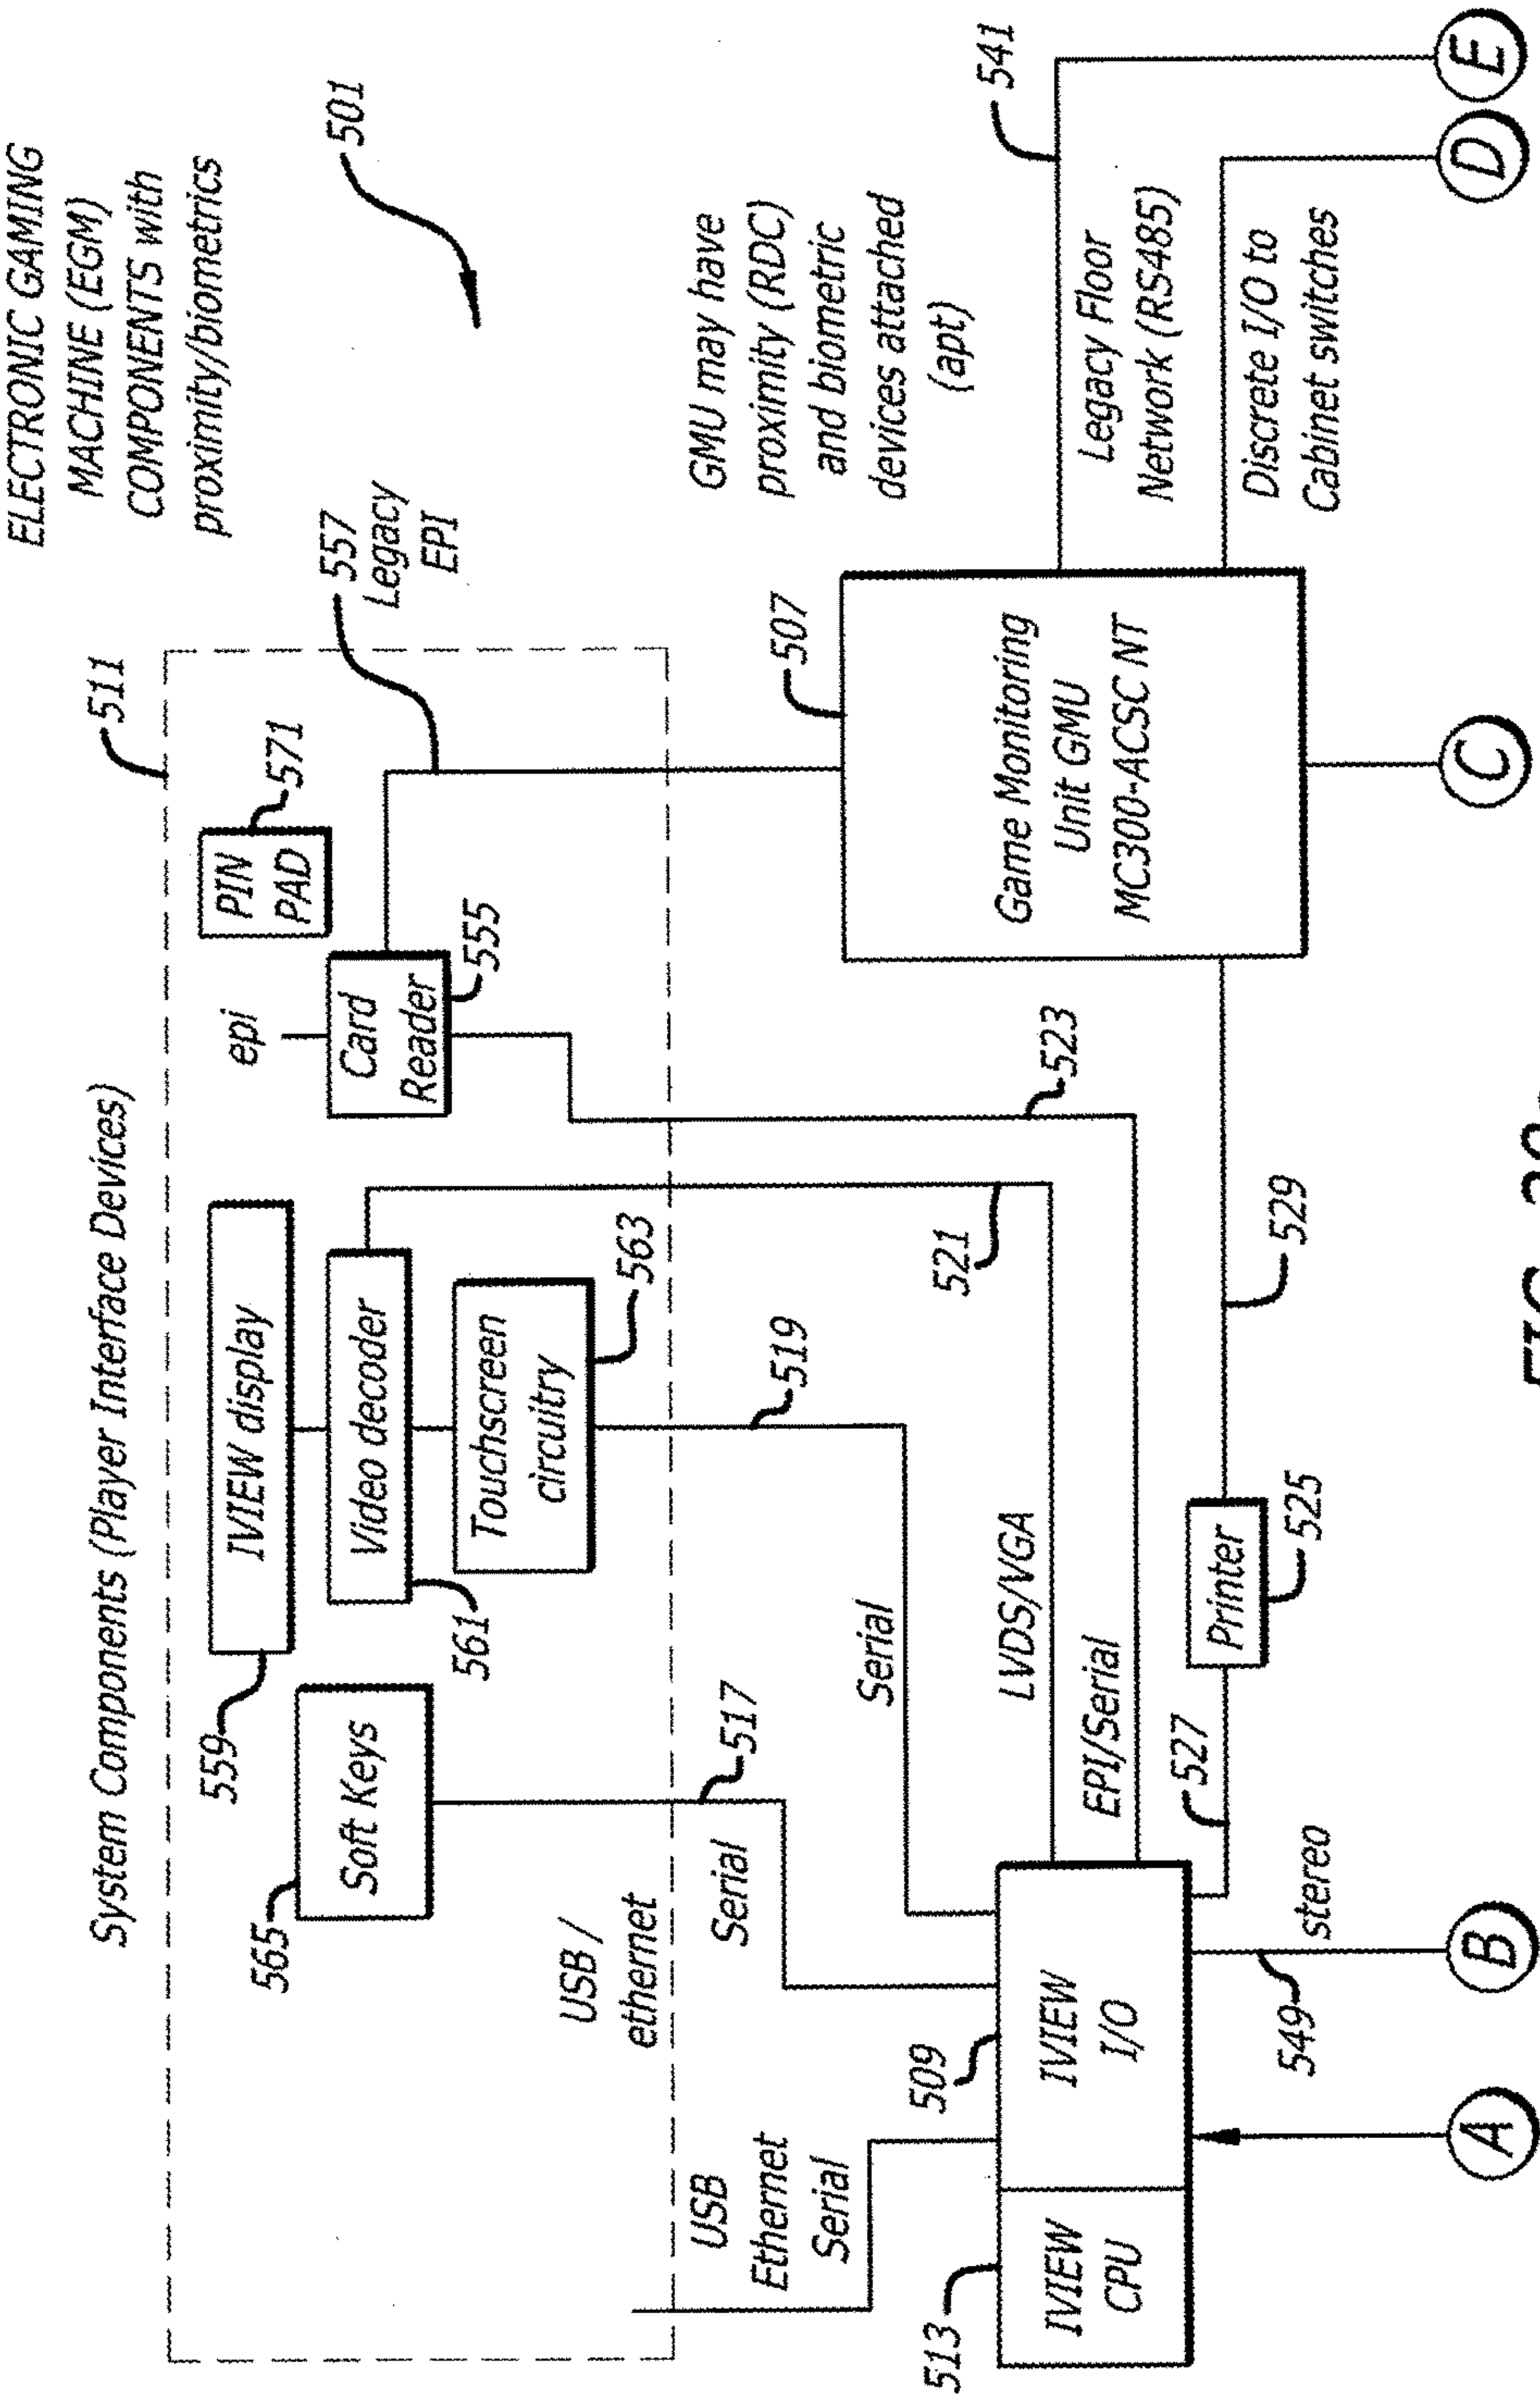 ELECTRONIC GAMING
MACHINE (EGM)
COMPONENTS with
proximity/biometrics
501
System Components (Player Interface Devices)
511
559
IVIEW display
epi
PIN
PAD
571
557
Legacy
EPI
565
Soft Keys
Video decoder
561
Card
Reader
555
Touchscreen
circuitry
563
USB /
ethernet
USB
Ethernet
Serial
Serial
517
519
Serial
507
GMU may have
proximity (RDC)
and biometric
devices attached
(apt)
541
513
509
521
523
LVDS/VGA
EPI/Serial
IVIEW
CPU
IVIEW
I/O
Game Monitoring
Unit GMU
MC300-ACSC NT
Legacy Floor
Network (RS485)
Discrete I/O to
Cabinet switches
527
Printer
525
529
549
stereo
A
B
C
D
E